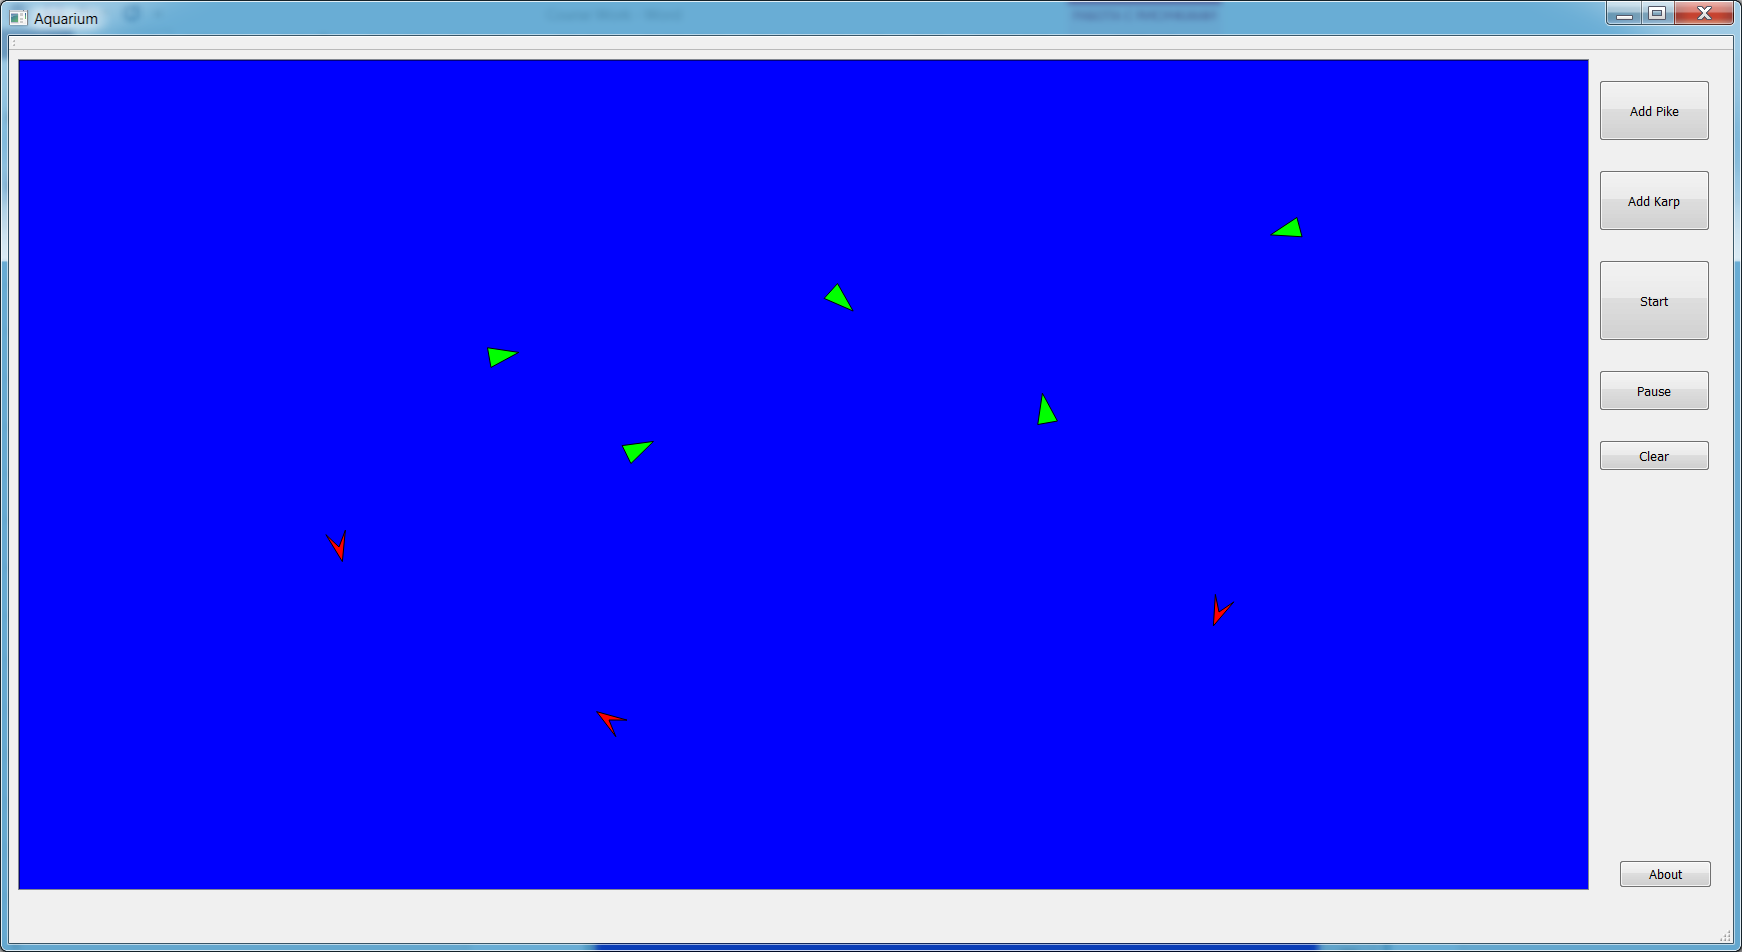 Aquarium
Add Pike
Add Karp
Start
Pause
Clear
About